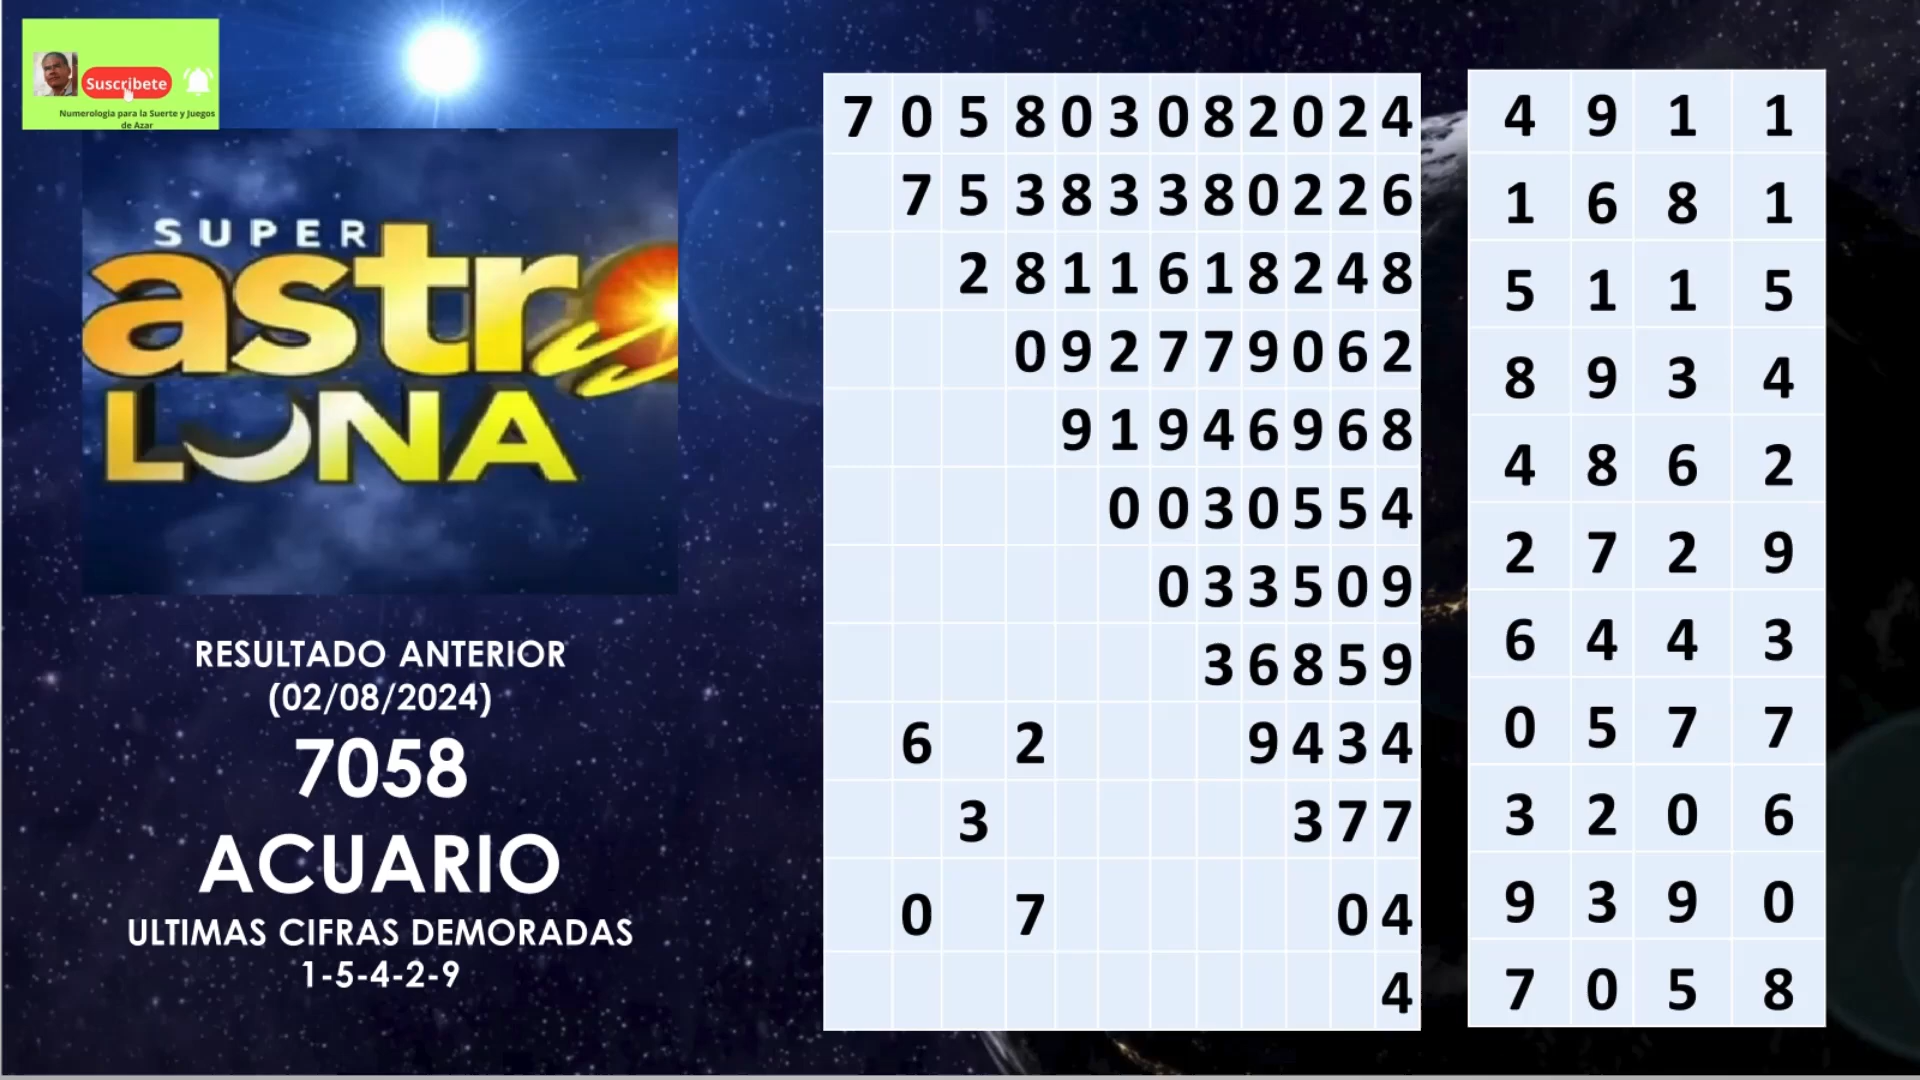 Suscribete
Numerologia para la Suerte y Juegos
de Azar
SUPER
astro
LUNA
RESULTADO ANTERIOR
(02/08/2024)
7058
ACUARIO
ULTIMAS CIFRAS DEMORADAS
1-5-4-2-9
7 0 5 8 0 3 0 8 2 0 2 4
7 5 3 8 3 3 8 0 2 2 6
2 8 1 1 6 1 8 2 4 8
0 9 2 7 7 9 0 6 2
9 1 9 4 6 9 6 8
0 0 3 0 5 5 4
0 3 3 5 0 9
3 6 8 5 9
6 2 9 4 3 4
3 3 7 7
0 7 0 4
4
4 9 1 1
1 6 8 1
5 1 1 5
8 9 3 4
4 8 6 2
2 7 2 9
6 4 4 3
0 5 7 7
3 2 0 6
9 3 9 0
7 0 5 8